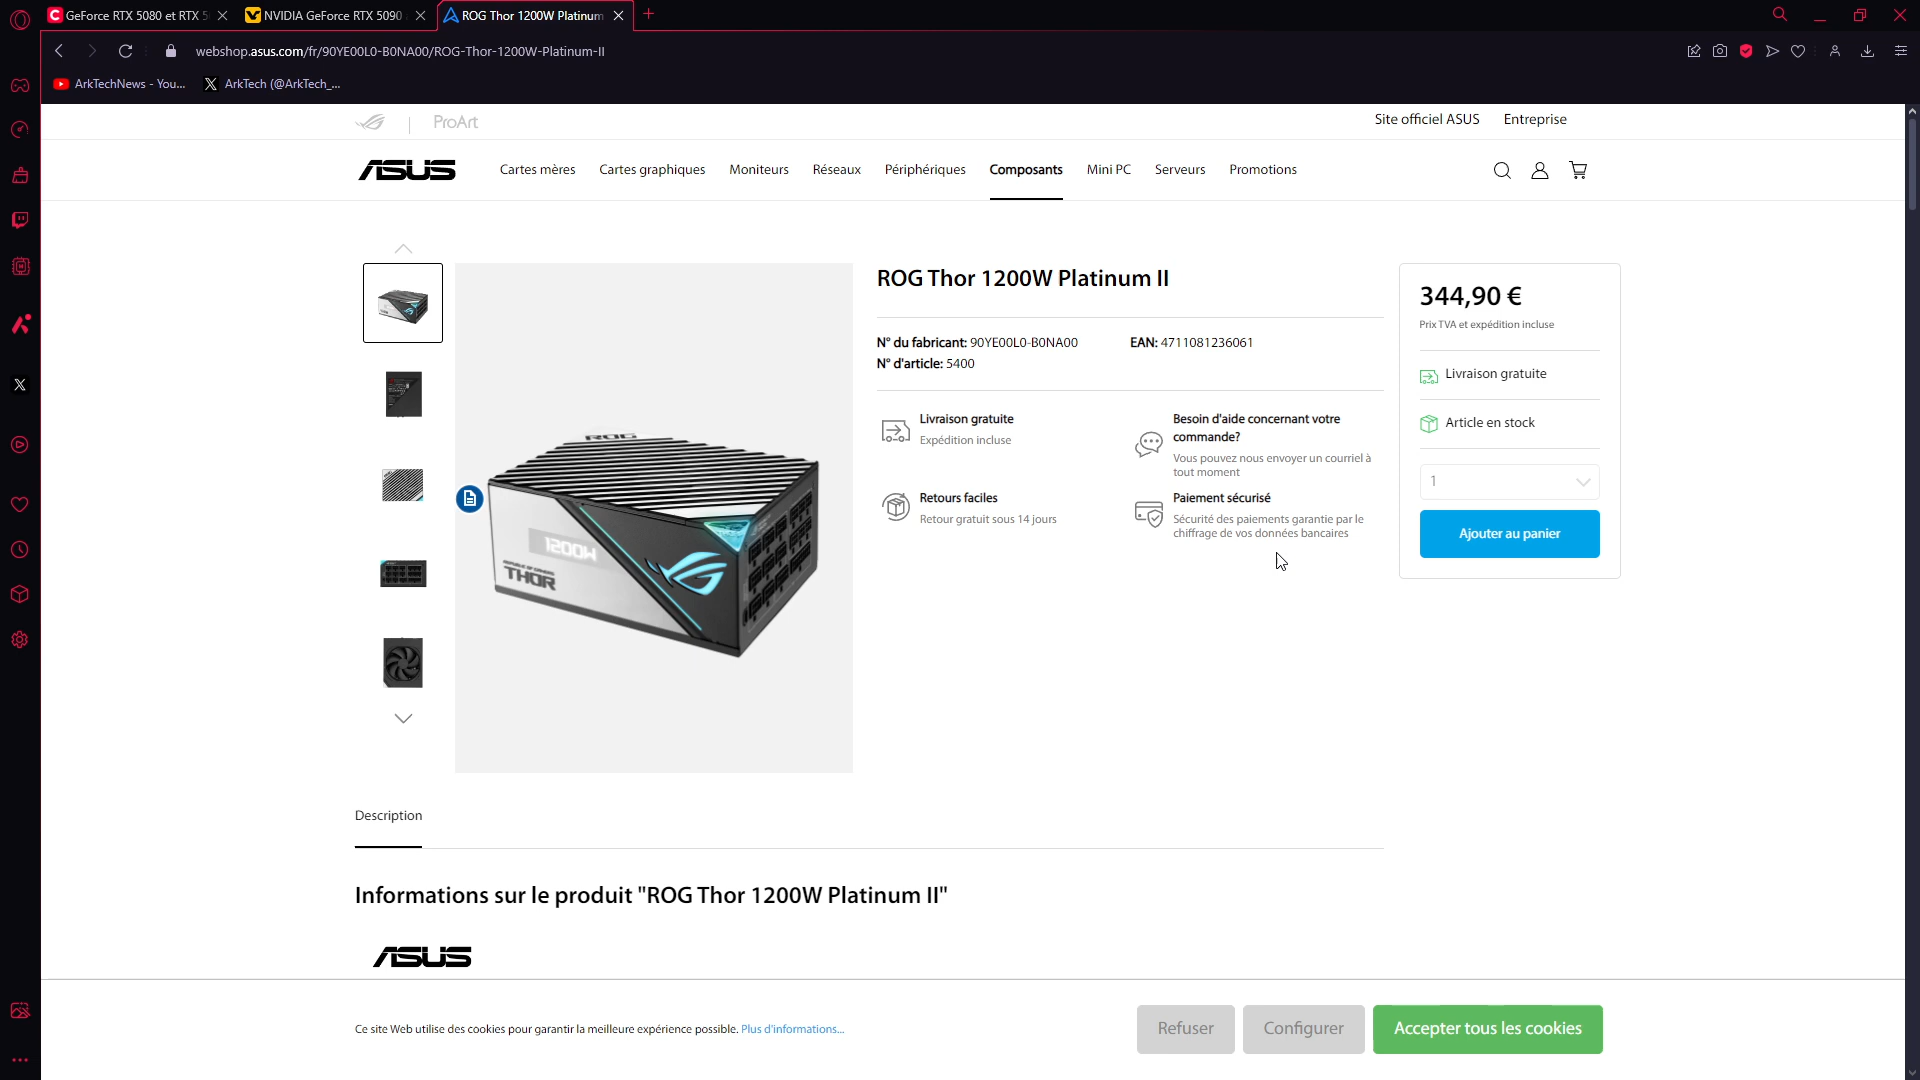 GeForce RTX 5080 et RTX 5
NVIDIA GeForce RTX 5090
ROG Thor 1200W Platinum
webshop.asus.com/fr/90YE00L0-B0NA00/ROG-Thor-1200W-Platinum-II
ArkTechNews - You...
ArkTech (@ArkTech_...
ProArt
Site officiel ASUS
Entreprise
ASUS
Cartes mères
Cartes graphiques
Moniteurs
Réseaux
Périphériques
Composants
Mini PC
Serveurs
Promotions
ROG
1200W
REPUBLIC OF GAMERS
THOR
ROG Thor 1200W Platinum II
N° du fabricant: 90YE00L0-B0NA00
EAN: 4711081236061
N° d'article: 5400
Livraison gratuite
Expédition incluse
Besoin d'aide concernant votre
commande?
Vous pouvez nous envoyer un courriel à
tout moment
Retours faciles
Retour gratuit sous 14 jours
Paiement sécurisé
Sécurité des paiements garantie par le
chiffrage de vos données bancaires
344,90 €
Prix TVA et expédition incluse
Livraison gratuite
Article en stock
1
Ajouter au panier
Description
Informations sur le produit "ROG Thor 1200W Platinum II"
ASUS
Ce site Web utilise des cookies pour garantir la meilleure expérience possible. Plus d'informations...
Refuser
Configurer
Accepter tous les cookies